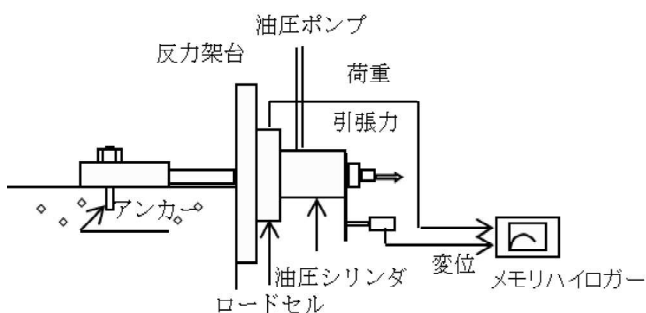 油圧ポンプ
反力架台
荷重
引張力
アンカー
油圧シリンダ
変位
メモリハイロガー
ロードセル